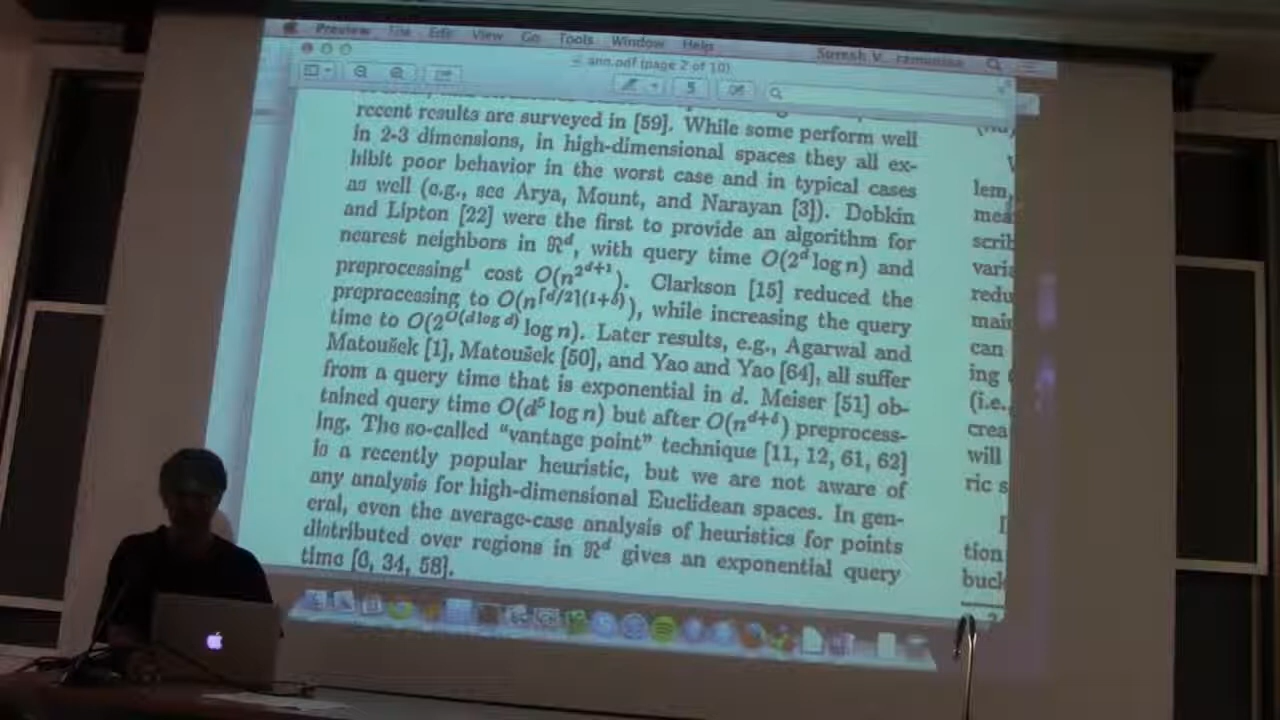 Preview File Edit View Go Tools Window Help Suresh V.
ann.pdf (page 2 of 10)
recent results are surveyed in [59]. While some perform well
in 2-3 dimensions, in high-dimensional spaces they all ex-
hibit poor behavior in the worst case and in typical cases
as well (e.g., see Arya, Mount, and Narayan [3]). Dobkin
and Lipton [22] were the first to provide an algorithm for
nearest neighbors in ℜ^d, with query time O(2^d log n) and
preprocessing¹ cost O(n^{2^{d+1}}). Clarkson [15] reduced the
preprocessing to O(n^{⌈d/2⌉(1+δ)}), while increasing the query
time to O(2^{O(d log d)} log n). Later results, e.g., Agarwal and
Matoušek [1], Matoušek [50], and Yao and Yao [64], all suffer
from a query time that is exponential in d. Meiser [51] ob-
tained query time O(d^5 log n) but after O(n^{d+δ}) preprocess-
ing. The so-called "vantage point" technique [11, 12, 61, 62]
is a recently popular heuristic, but we are not aware of
any analysis for high-dimensional Euclidean spaces. In gen-
eral, even the average-case analysis of heuristics for points
distributed over regions in ℜ^d gives an exponential query
time [6, 34, 58].
lem,
mea
scrib
varia
redu
main
can
ing
(i.e.,
crea
will
ric s
tion
buck